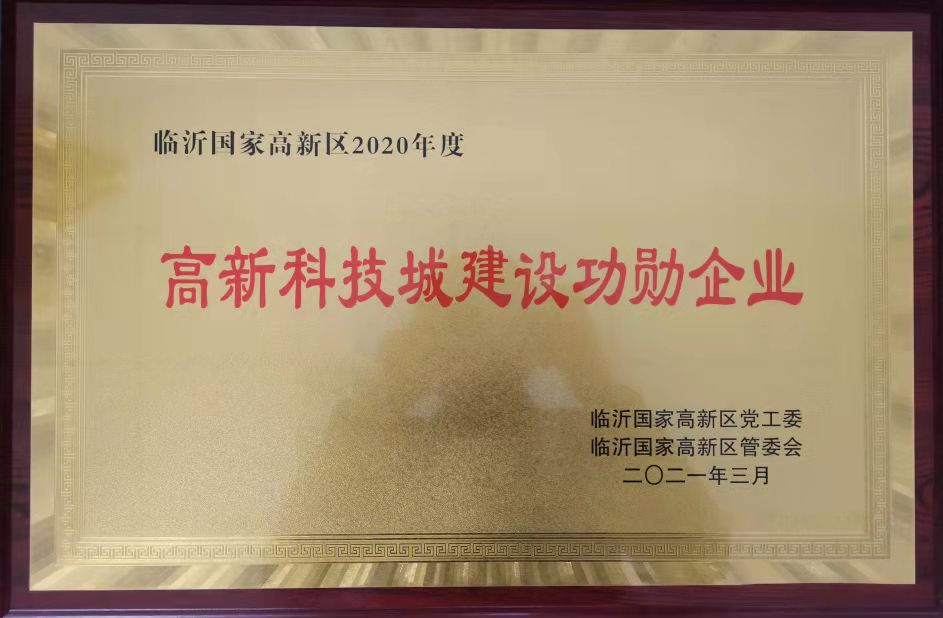 临沂国家高新区2020年度
高新科技城建设功勋企业
临沂国家高新区党工委
临沂国家高新区管委会
二〇二一年三月